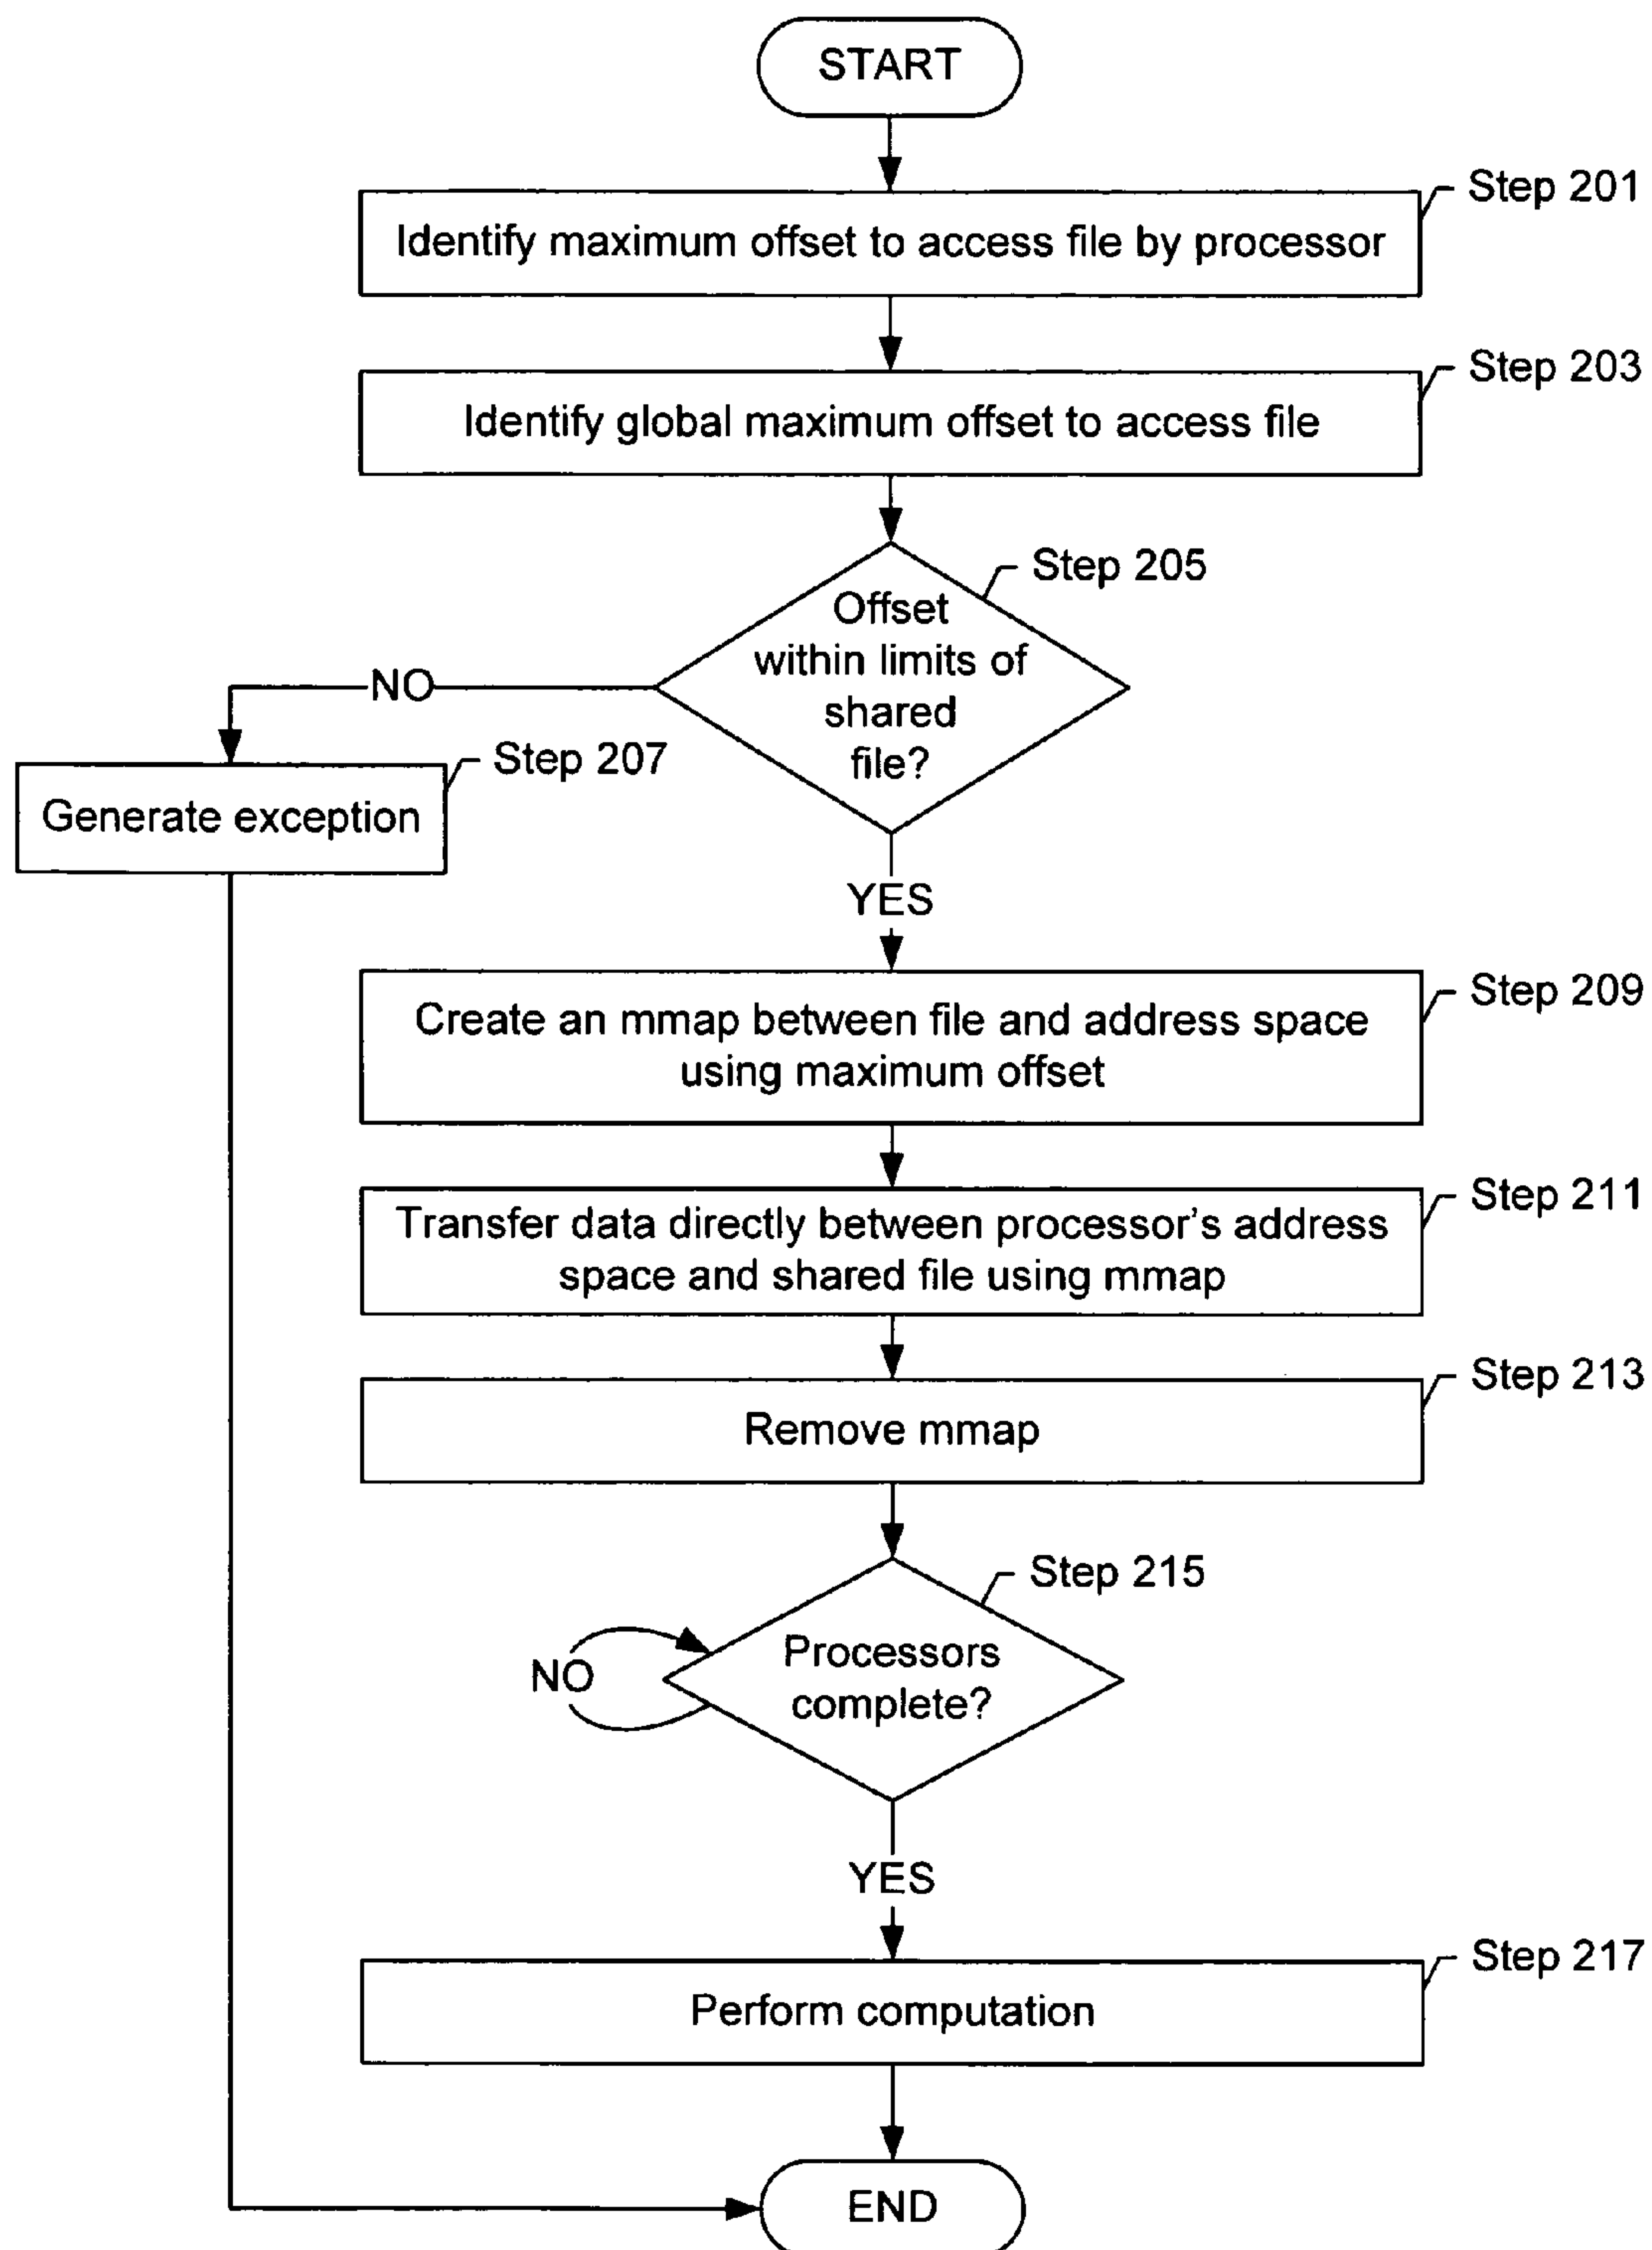 START
Step 201
Identify maximum offset to access file by processor
Step 203
Identify global maximum offset to access file
Step 205
Offset
within limits of
shared
file?
NO
Step 207
Generate exception
YES
Step 209
Create an mmap between file and address space
using maximum offset
Step 211
Transfer data directly between processor's address
space and shared file using mmap
Step 213
Remove mmap
Step 215
Processors
complete?
NO
YES
Step 217
Perform computation
END